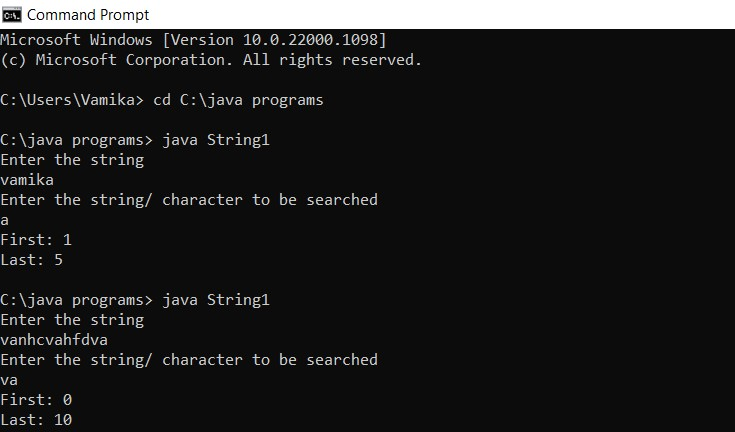 Command Prompt
Microsoft Windows [Version 10.0.22000.1098]
(c) Microsoft Corporation. All rights reserved.
C:\Users\Vamika> cd C:\java programs
C:\java programs> java String1
Enter the string
vamika
Enter the string/ character to be searched
a
First: 1
Last: 5
C:\java programs> java String1
Enter the string
vanhcvahfdva
Enter the string/ character to be searched
va
First: 0
Last: 10